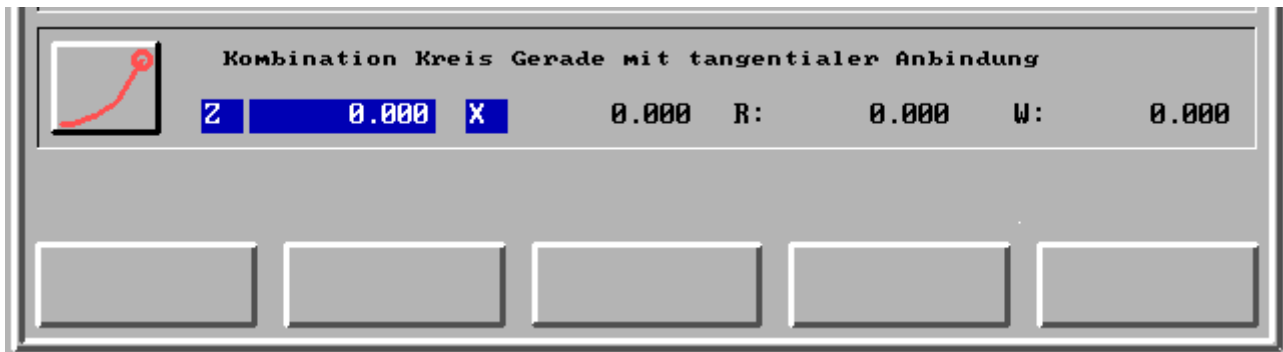 Kombination Kreis Gerade mit tangentialer Anbindung
Z 0.000 X 0.000 R: 0.000 W: 0.000